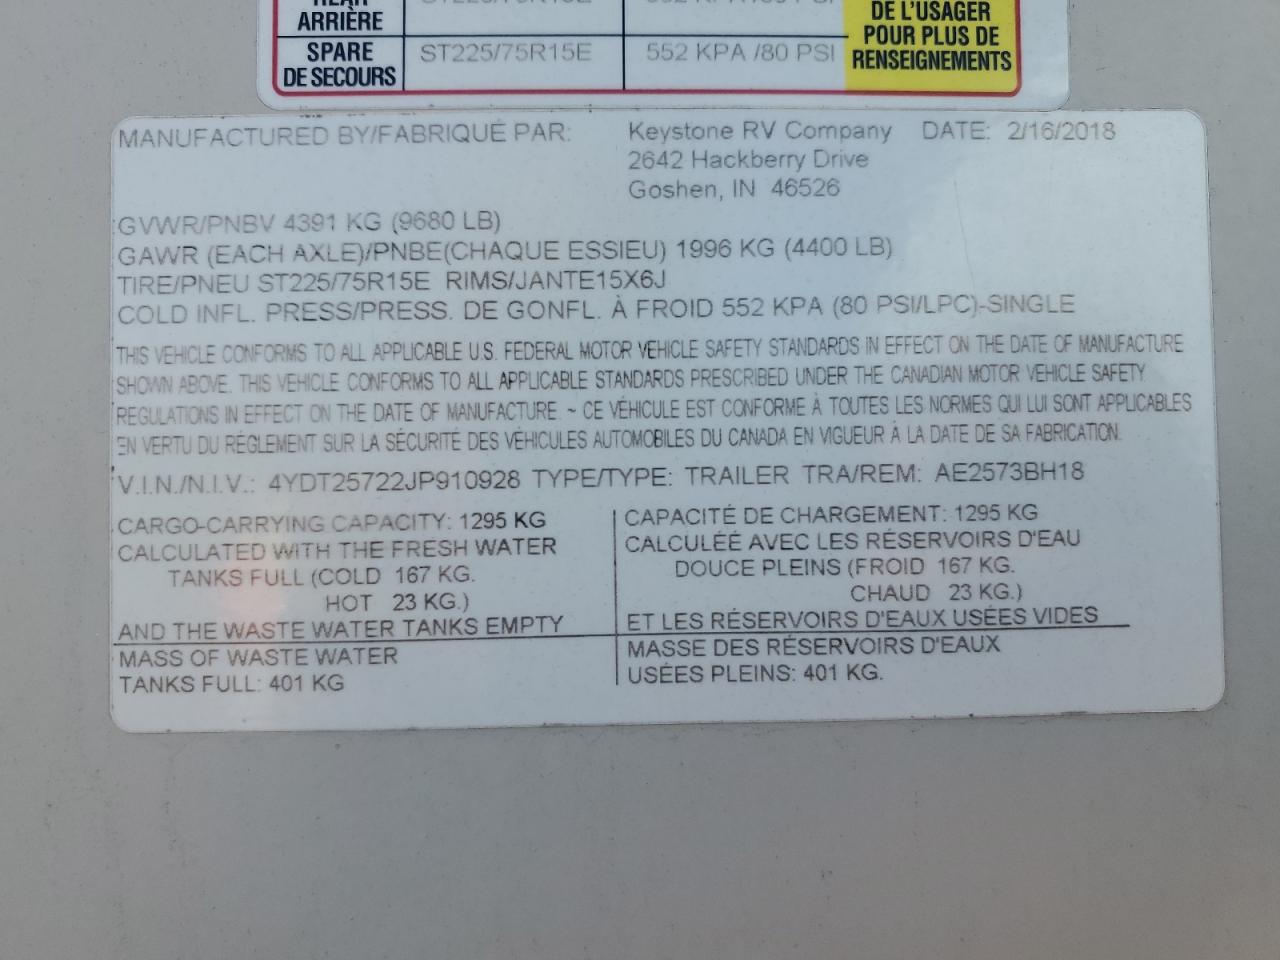 ARRIÈRE
SPARE
DE SECOURS
ST225/75R15E
552 KPA /80 PSI
DE L'USAGER
POUR PLUS DE
RENSEIGNEMENTS
MANUFACTURED BY/FABRIQUÉ PAR: Keystone RV Company DATE: 2/16/2018
2642 Hackberry Drive
Goshen, IN 46526
GVWR/PNBV 4391 KG (9680 LB)
GAWR (EACH AXLE)/PNBE(CHAQUE ESSIEU) 1996 KG (4400 LB)
TIRE/PNEU ST225/75R15E RIMS/JANTE15X6J
COLD INFL. PRESS/PRESS. DE GONFL. À FROID 552 KPA (80 PSI/LPC)-SINGLE
THIS VEHICLE CONFORMS TO ALL APPLICABLE U.S. FEDERAL MOTOR VEHICLE SAFETY STANDARDS IN EFFECT ON THE DATE OF MANUFACTURE
SHOWN ABOVE. THIS VEHICLE CONFORMS TO ALL APPLICABLE STANDARDS PRESCRIBED UNDER THE CANADIAN MOTOR VEHICLE SAFETY
REGULATIONS IN EFFECT ON THE DATE OF MANUFACTURE. ~ CE VÉHICULE EST CONFORME À TOUTES LES NORMES QUI LUI SONT APPLICABLES
EN VERTU DU RÉGLEMENT SUR LA SÉCURITÉ DES VÉHICULES AUTOMOBILES DU CANADA EN VIGUEUR À LA DATE DE SA FABRICATION.
V.I.N./N.I.V.: 4YDT25722JP910928 TYPE/TYPE: TRAILER TRA/REM: AE2573BH18
CARGO-CARRYING CAPACITY: 1295 KG
CALCULATED WITH THE FRESH WATER
TANKS FULL (COLD 167 KG.
HOT 23 KG.)
AND THE WASTE WATER TANKS EMPTY
MASS OF WASTE WATER
TANKS FULL: 401 KG
CAPACITÉ DE CHARGEMENT: 1295 KG
CALCULÉE AVEC LES RÉSERVOIRS D'EAU
DOUCE PLEINS (FROID 167 KG.
CHAUD 23 KG.)
ET LES RÉSERVOIRS D'EAUX USÉES VIDES
MASSE DES RÉSERVOIRS D'EAUX
USÉES PLEINS: 401 KG.